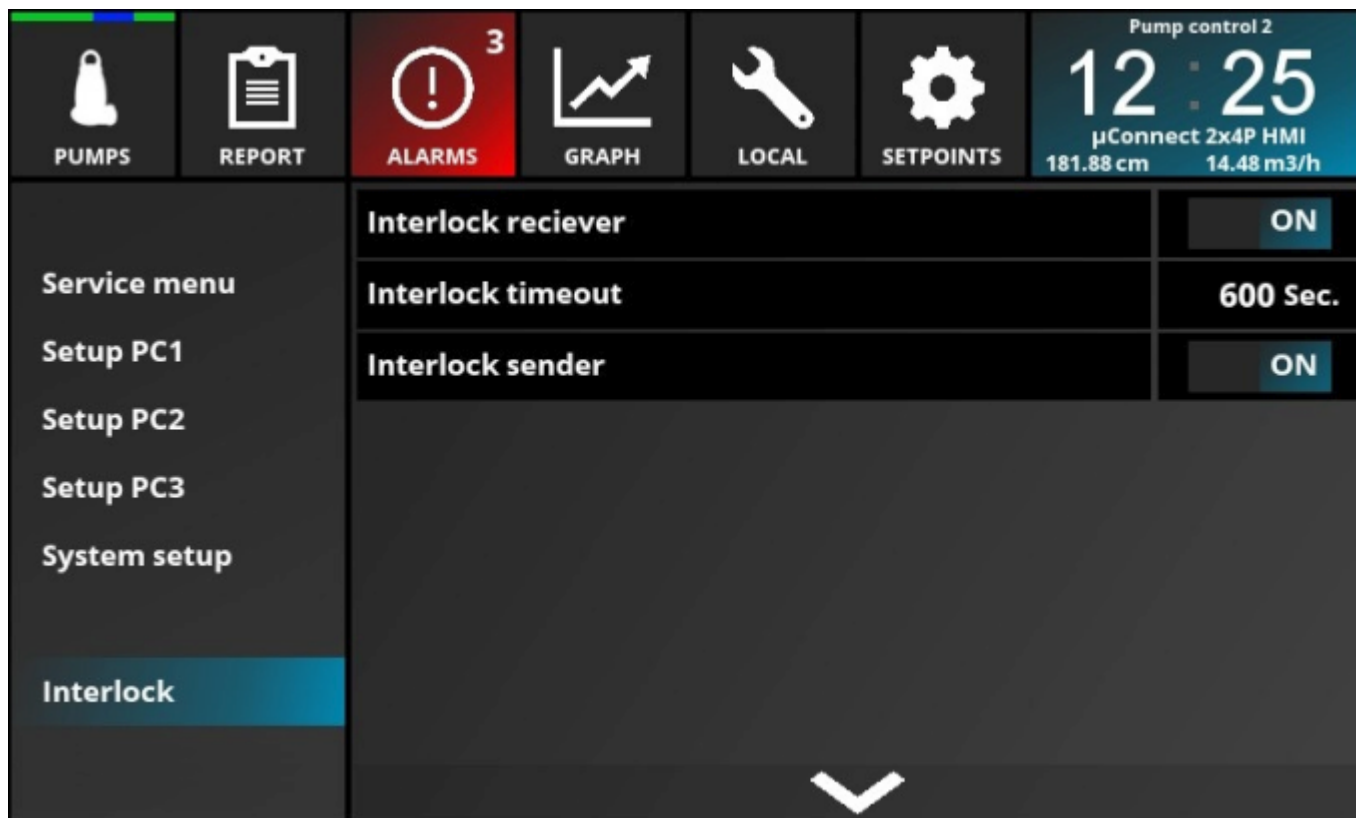 PUMPS
REPORT
3
ALARMS
GRAPH
LOCAL
SETPOINTS
Pump control 2
12 : 25
µConnect 2x4P HMI
181.88 cm 14.48 m3/h
Service menu
Setup PC1
Setup PC2
Setup PC3
System setup
Interlock
Interlock reciever ON
Interlock timeout 600 Sec.
Interlock sender ON